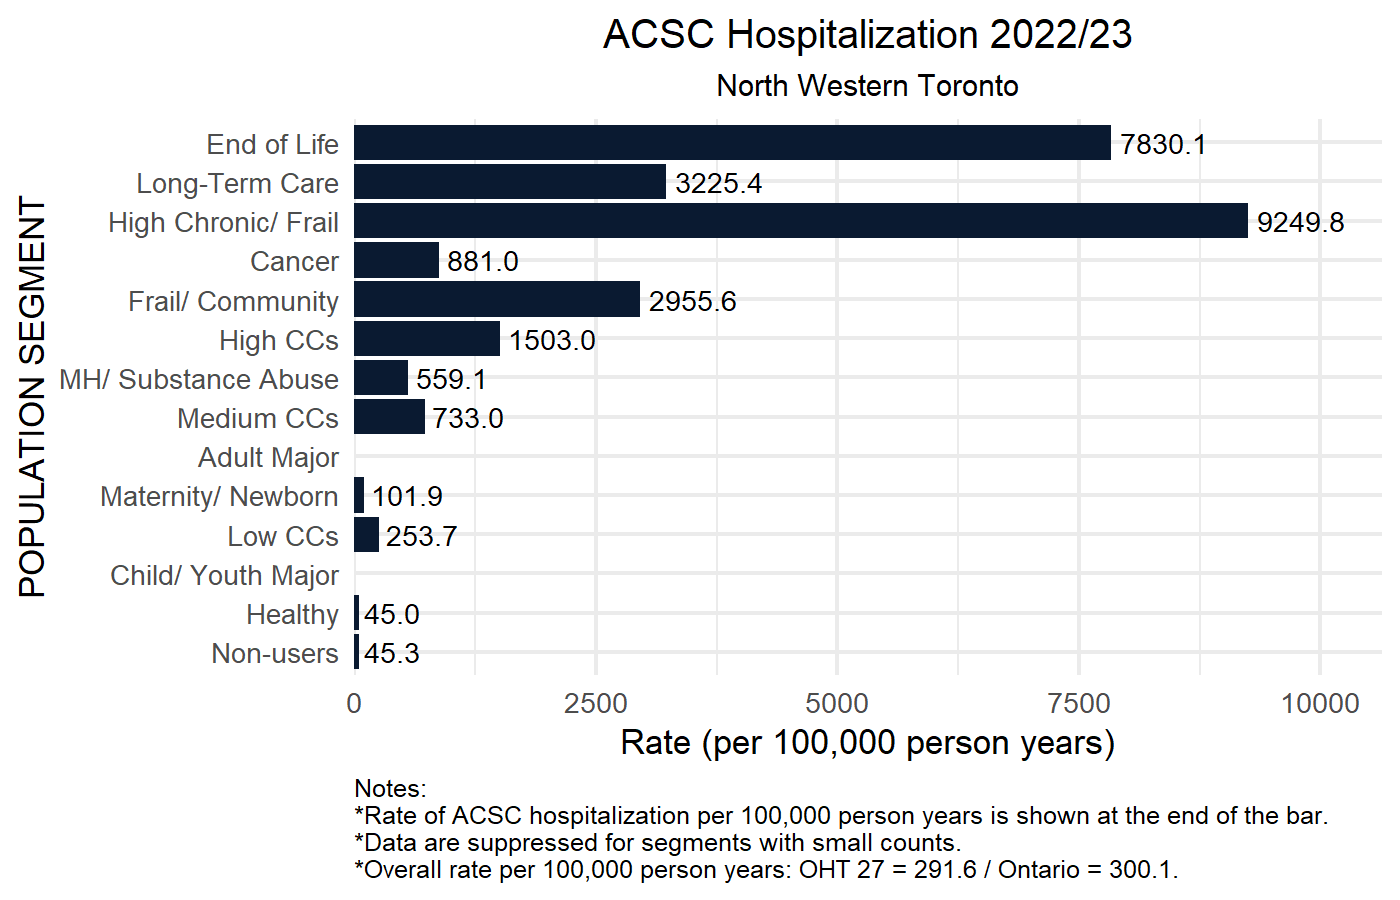 ACSC Hospitalization 2022/23
North Western Toronto
POPULATION SEGMENT
End of Life 7830.1
Long-Term Care 3225.4
High Chronic/ Frail 9249.8
Cancer 881.0
Frail/ Community 2955.6
High CCs 1503.0
MH/ Substance Abuse 559.1
Medium CCs 733.0
Adult Major
Maternity/ Newborn 101.9
Low CCs 253.7
Child/ Youth Major
Healthy 45.0
Non-users 45.3
0 2500 5000 7500 10000
Rate (per 100,000 person years)
Notes:
*Rate of ACSC hospitalization per 100,000 person years is shown at the end of the bar.
*Data are suppressed for segments with small counts.
*Overall rate per 100,000 person years: OHT 27 = 291.6 / Ontario = 300.1.